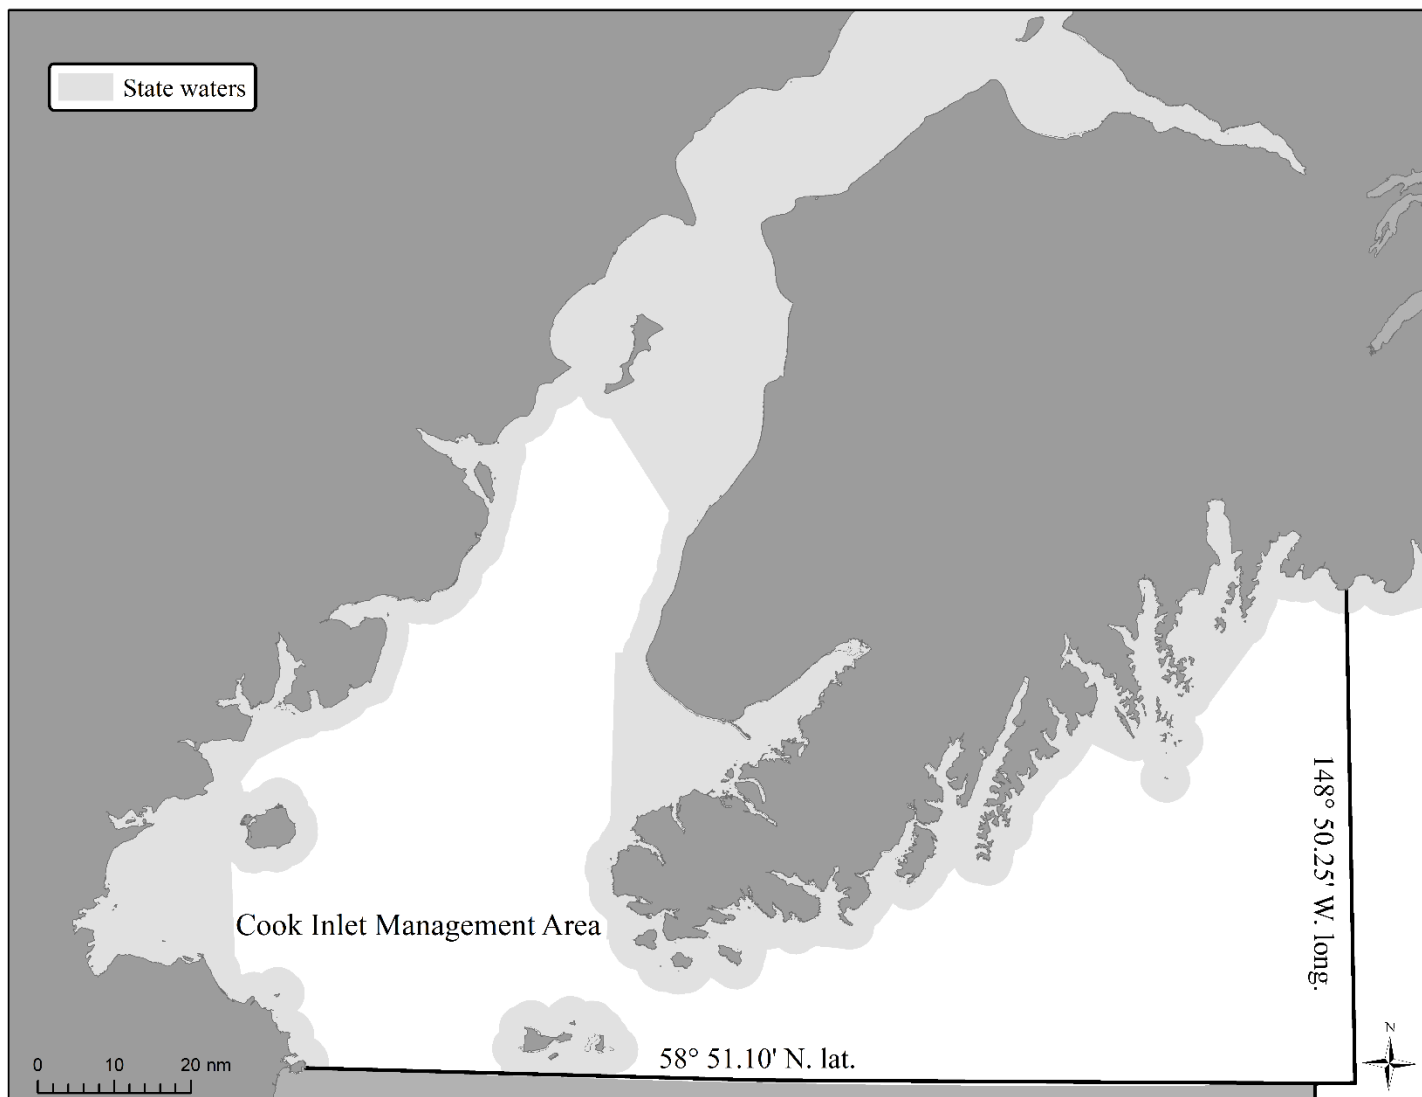 State waters
Cook Inlet Management Area
148° 50.25' W. long.
58° 51.10' N. lat.
0 10 20 nm
N